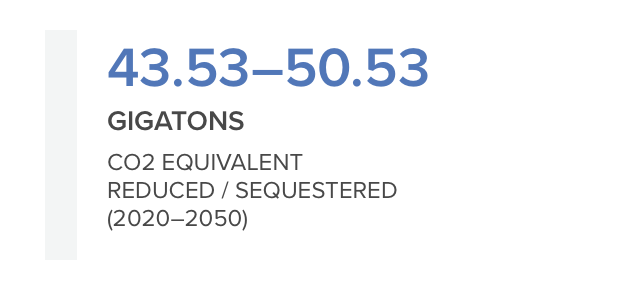 43.53–50.53
GIGATONS
CO2 EQUIVALENT
REDUCED / SEQUESTERED
(2020–2050)